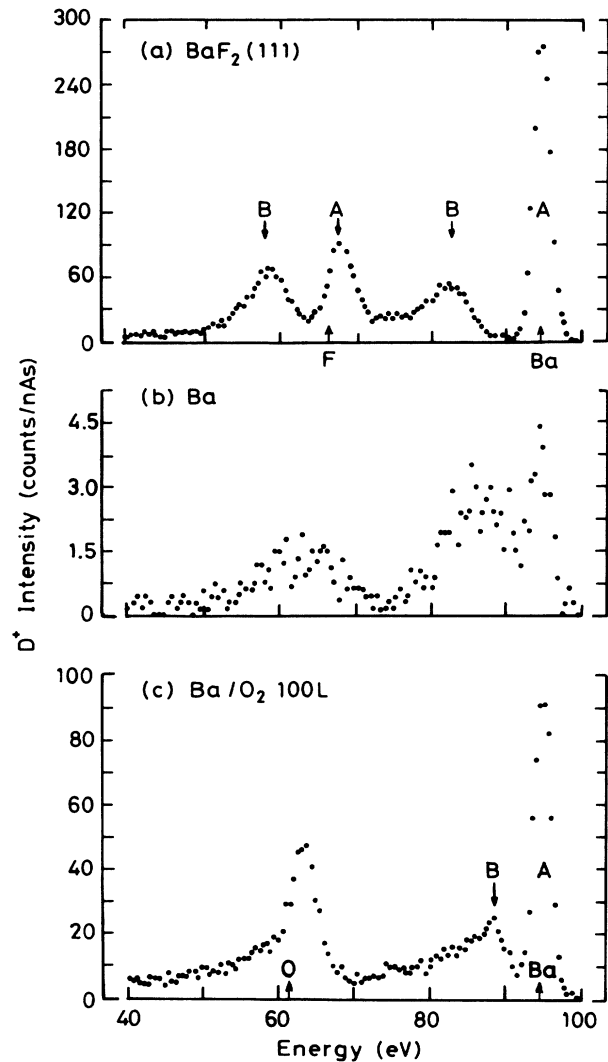 300
(a) BaF₂ (111)
240
180
120
60
0
B
A
B
A
F
Ba
(b) Ba
4.5
3.0
1.5
0
D⁺ Intensity (counts/nAs)
(c) Ba/O₂ 100L
100
80
60
40
20
0
B
A
O
Ba
40
60
80
100
Energy (eV)